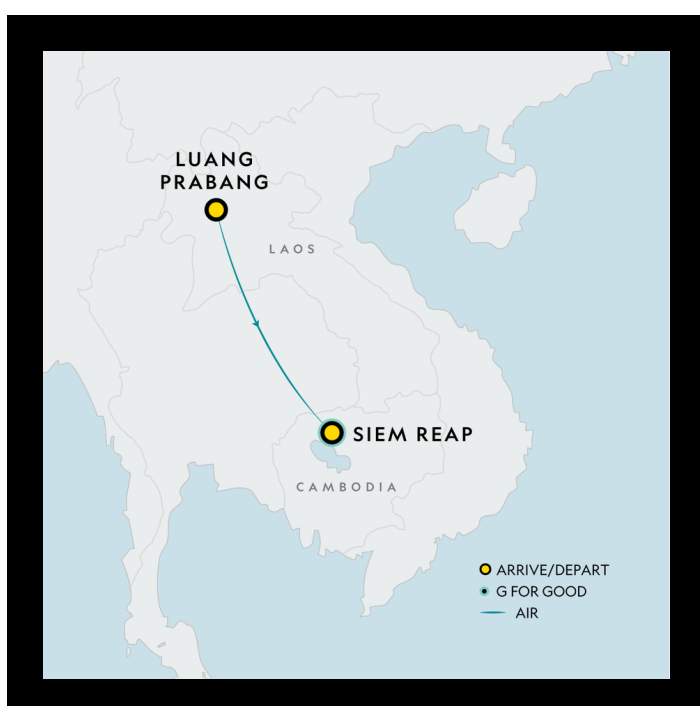 LUANG
PRABANG
LAOS
SIEM REAP
CAMBODIA
ARRIVE/DEPART
G FOR GOOD
AIR